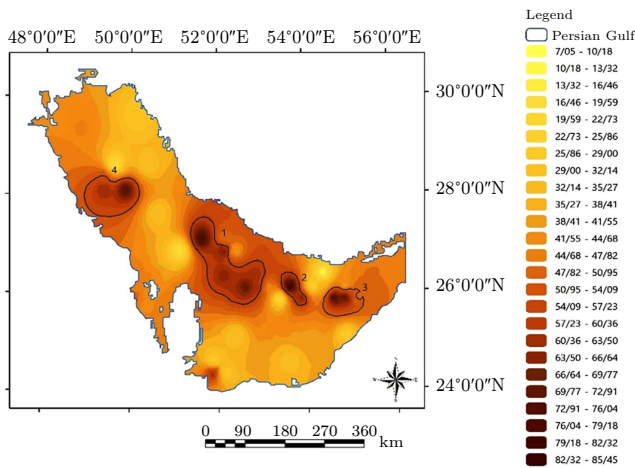 Legend
Persian Gulf
48°0′0″E 50°0′0″E 52°0′0″E 54°0′0″E 56°0′0″E
7/05 - 10/18
10/18 - 13/32
13/32 - 16/46
16/46 - 19/59
19/59 - 22/73
22/73 - 25/86
25/86 - 29/00
29/00 - 32/14
32/14 - 35/27
35/27 - 38/41
38/41 - 41/55
41/55 - 44/68
44/68 - 47/82
47/82 - 50/95
50/95 - 54/09
54/09 - 57/23
57/23 - 60/36
60/36 - 63/50
63/50 - 66/64
66/64 - 69/77
69/77 - 72/91
72/91 - 76/04
76/04 - 79/18
79/18 - 82/32
82/32 - 85/45
30°0′0″N
28°0′0″N
26°0′0″N
24°0′0″N
4
1
2
3
0 90 180 270 360
km